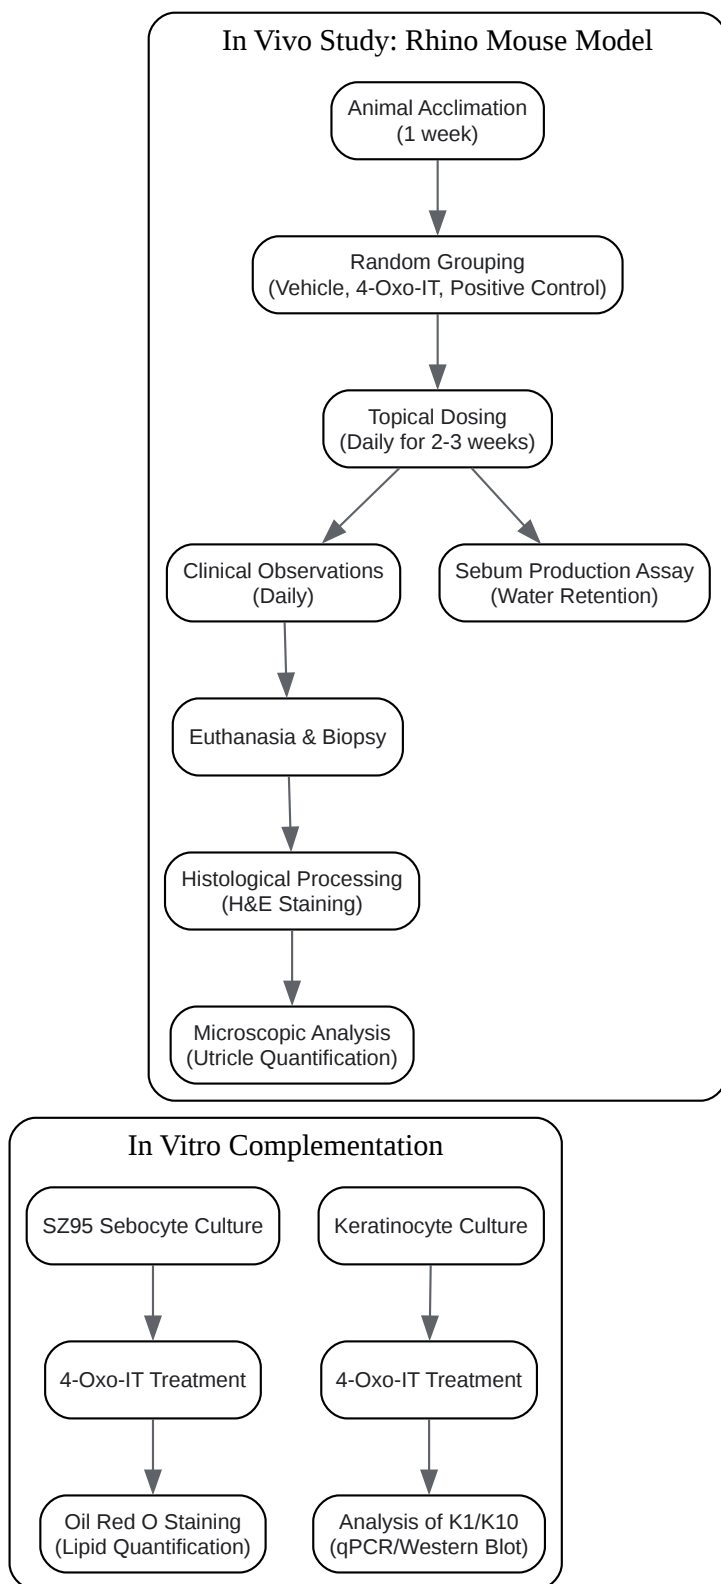 In Vivo Study: Rhino Mouse Model
Animal Acclimation
(1 week)
Random Grouping
(Vehicle, 4-Oxo-IT, Positive Control)
Topical Dosing
(Daily for 2-3 weeks)
Clinical Observations
(Daily)
Sebum Production Assay
(Water Retention)
Euthanasia & Biopsy
Histological Processing
(H&E Staining)
Microscopic Analysis
(Utricle Quantification)
In Vitro Complementation
SZ95 Sebocyte Culture
Keratinocyte Culture
4-Oxo-IT Treatment
4-Oxo-IT Treatment
Oil Red O Staining
(Lipid Quantification)
Analysis of K1/K10
(qPCR/Western Blot)